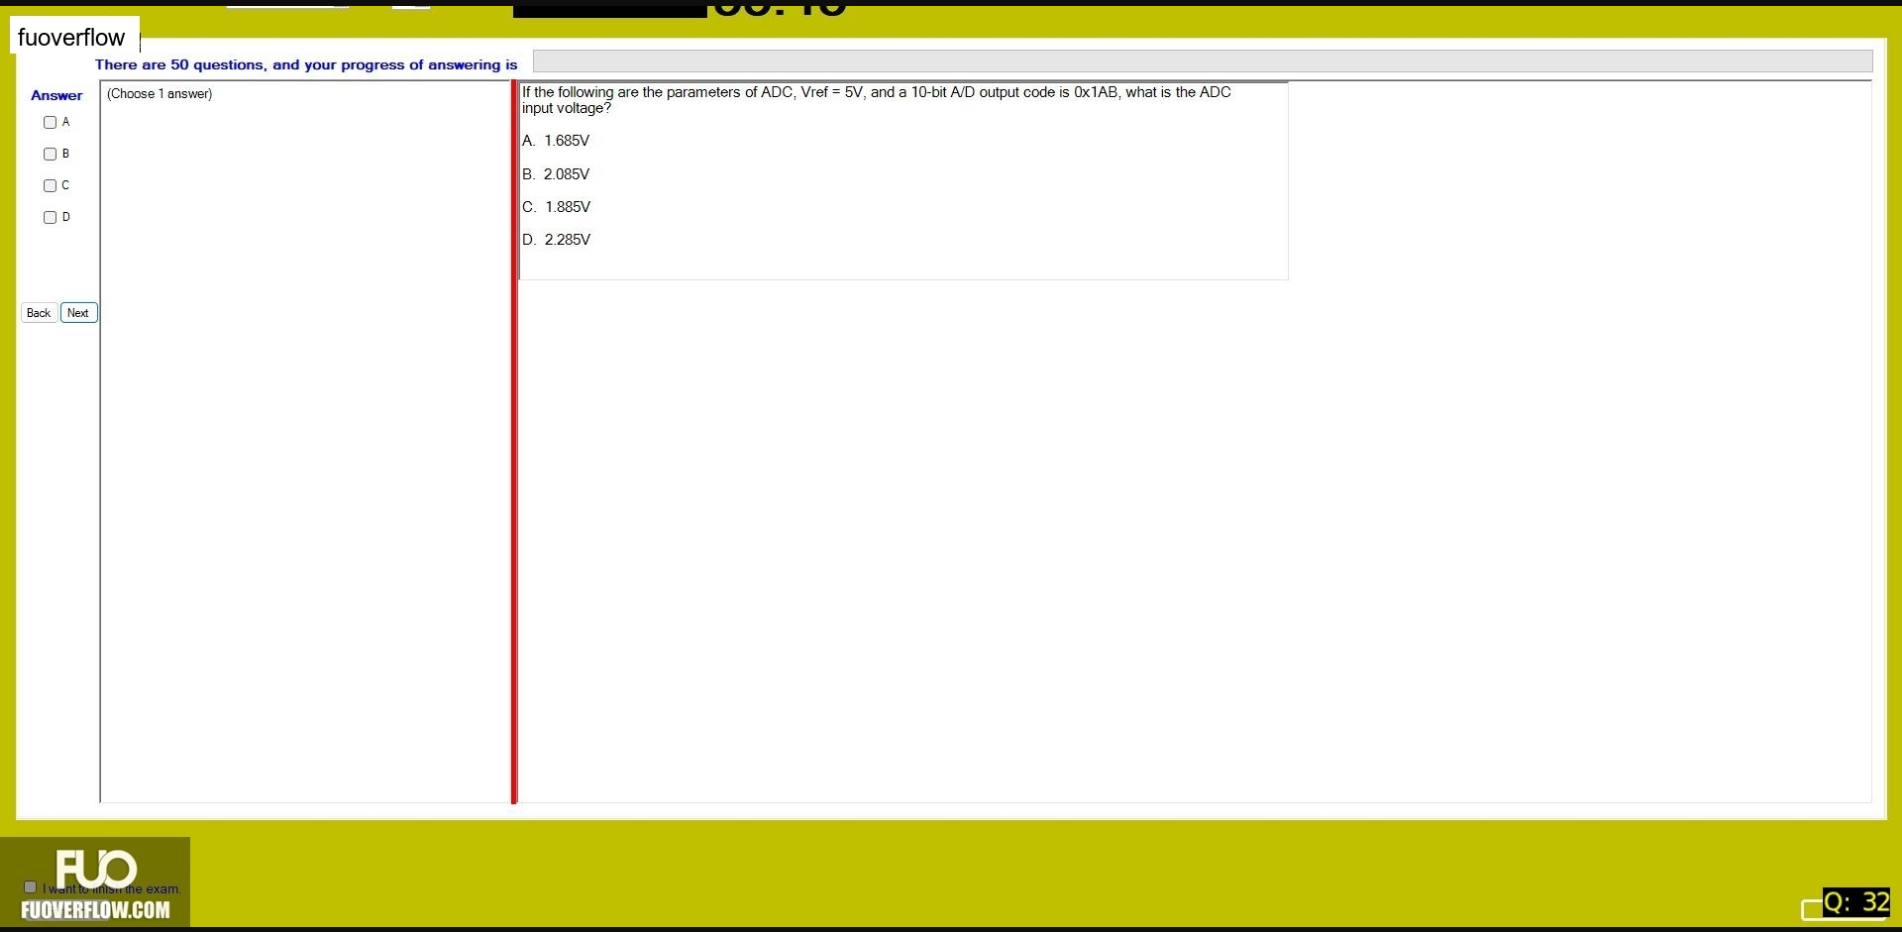 fuoverflow
There are 50 questions, and your progress of answering is
Answer
(Choose 1 answer)
A
B
C
D
Back
Next
If the following are the parameters of ADC, Vref = 5V, and a 10-bit A/D output code is 0x1AB, what is the ADC
input voltage?
A. 1.685V
B. 2.085V
C. 1.885V
D. 2.285V
FUO
I want to finish the exam.
FUOVERFLOW.COM
Q: 32